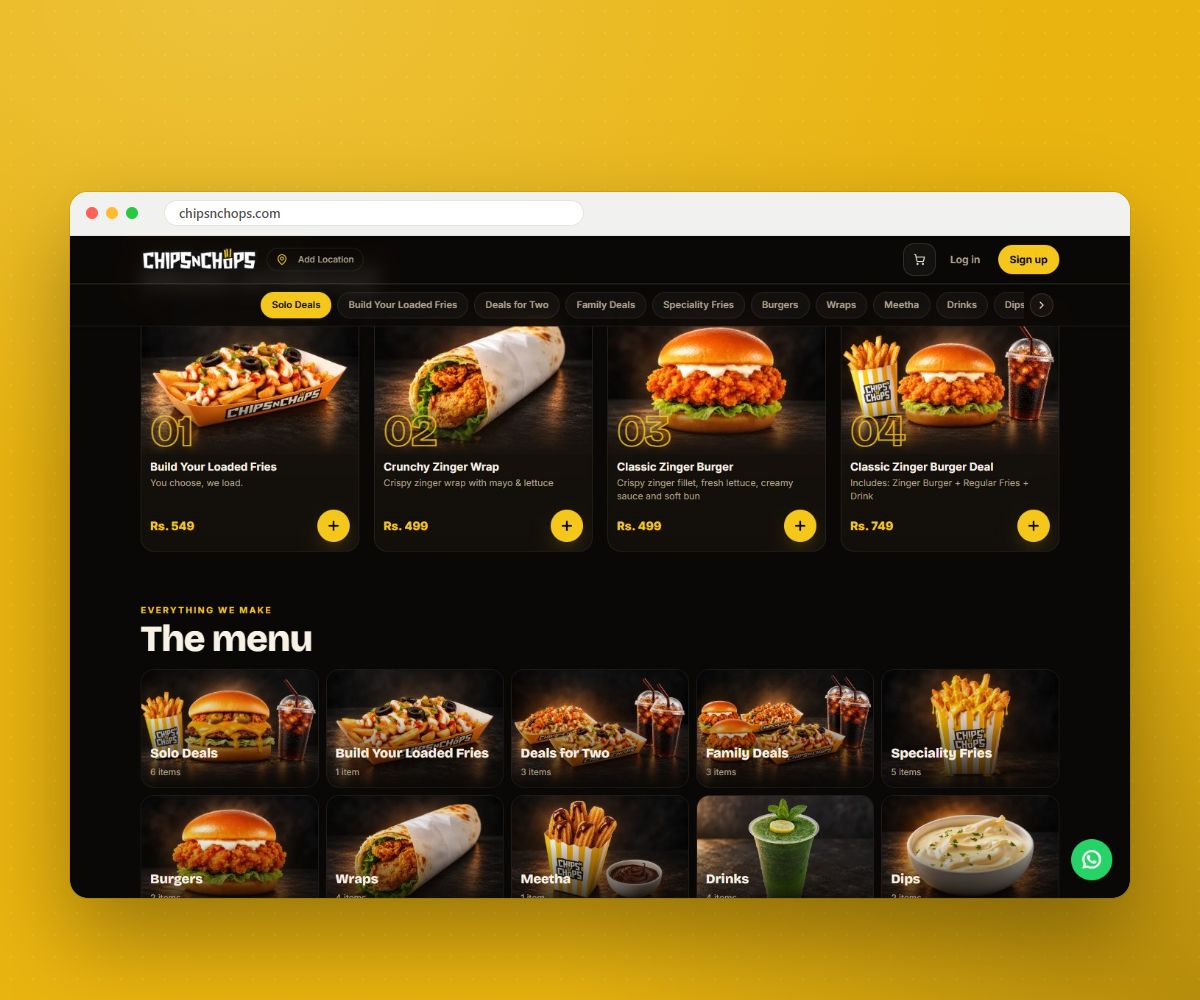 chipsnchops.com
CHIPSNCHOPS
Add Location
Log in
Sign up
Solo Deals
Build Your Loaded Fries
Deals for Two
Family Deals
Speciality Fries
Burgers
Wraps
Meetha
Drinks
Dips
CHIPSNCHOPS
CHIPS N CHOPS
01
02
03
04
Build Your Loaded Fries
You choose, we load.
Rs. 549
Crunchy Zinger Wrap
Crispy zinger wrap with mayo & lettuce
Rs. 499
Classic Zinger Burger
Crispy zinger fillet, fresh lettuce, creamy
sauce and soft bun
Rs. 499
Classic Zinger Burger Deal
Includes: Zinger Burger + Regular Fries +
Drink
Rs. 749
EVERYTHING WE MAKE
The menu
Solo Deals
6 items
Build Your Loaded Fries
1 item
Deals for Two
3 items
Family Deals
3 items
Speciality Fries
5 items
Burgers
Wraps
Meetha
Drinks
Dips